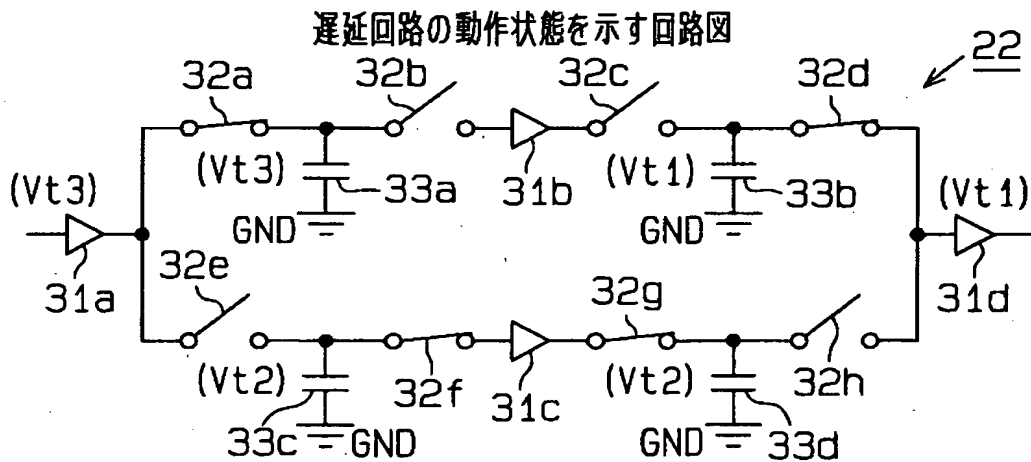 遅延回路の動作状態を示す回路図
22
32a 32b 32c 32d
(Vt3) (Vt3) 33a 31b (Vt1) 33b (Vt1)
GND GND
31a 32e 32g 31d
(Vt2) 32f 31c (Vt2) 32h
33c GND GND 33d